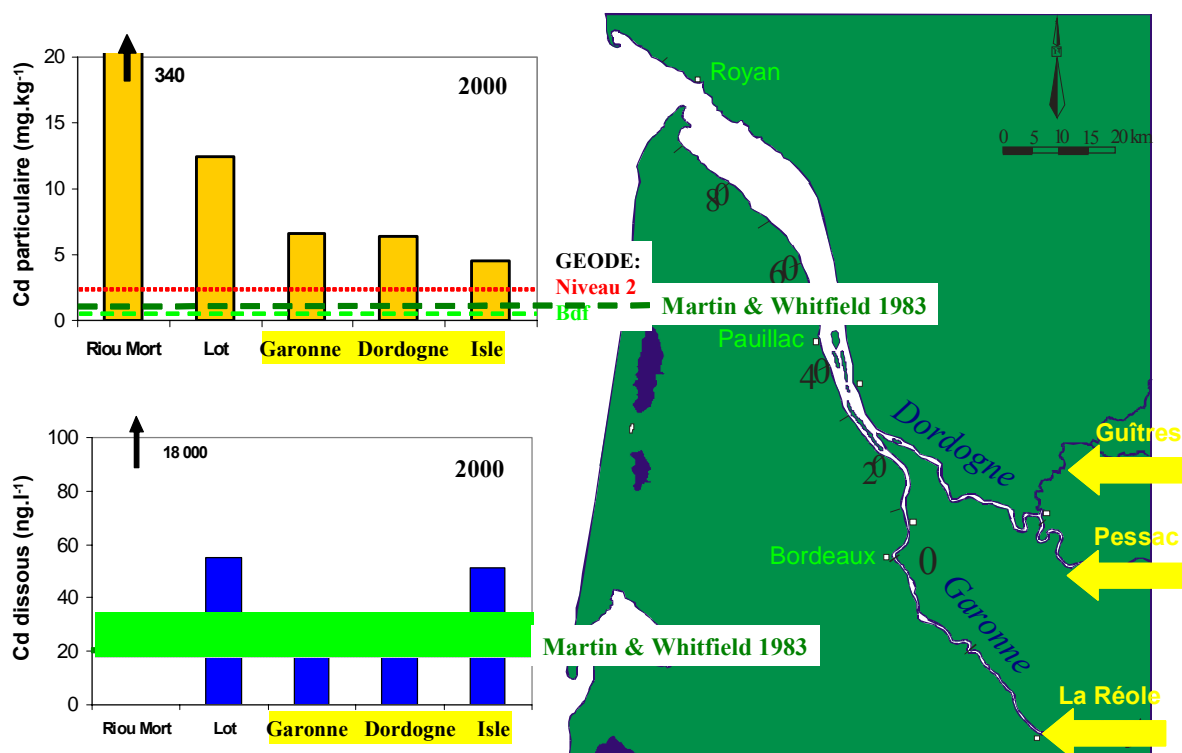 20
15
10
5
0
Cd particulaire (mg.kg⁻¹)
340
2000
GEODE:
Niveau 2
Bdf
Martin & Whitfield 1983
Riou Mort
Lot
Garonne
Dordogne
Isle
100
80
60
40
20
0
Cd dissous (ng.l⁻¹)
18 000
2000
Martin & Whitfield 1983
Riou Mort
Lot
Garonne
Dordogne
Isle
Royan
0 5 10 15 20 km
80
60
Pauillac
40
Dordogne
Guîtres
20
Pessac
Bordeaux
0
Garonne
La Réole